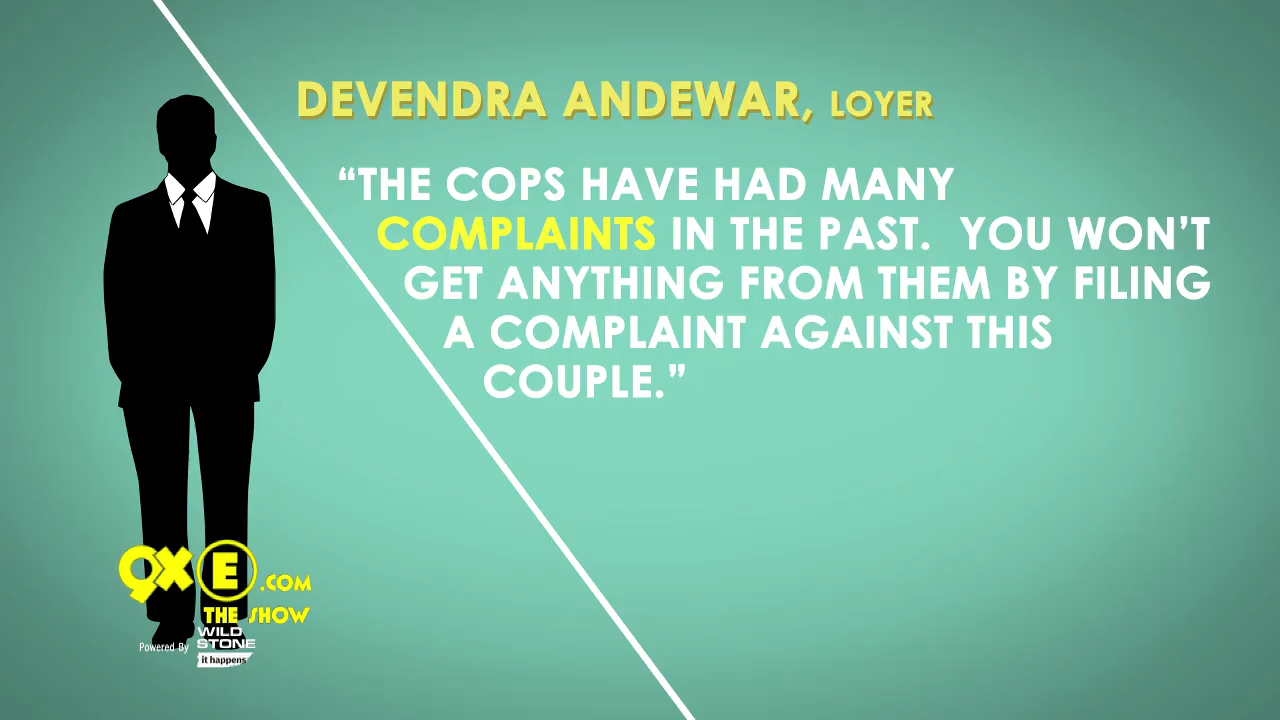 DEVENDRA ANDEWAR, LOYER
“THE COPS HAVE HAD MANY
COMPLAINTS IN THE PAST. YOU WON’T
GET ANYTHING FROM THEM BY FILING
A COMPLAINT AGAINST THIS
COUPLE.”
9XE.COM
THE SHOW
Powered By WILD STONE
it happens